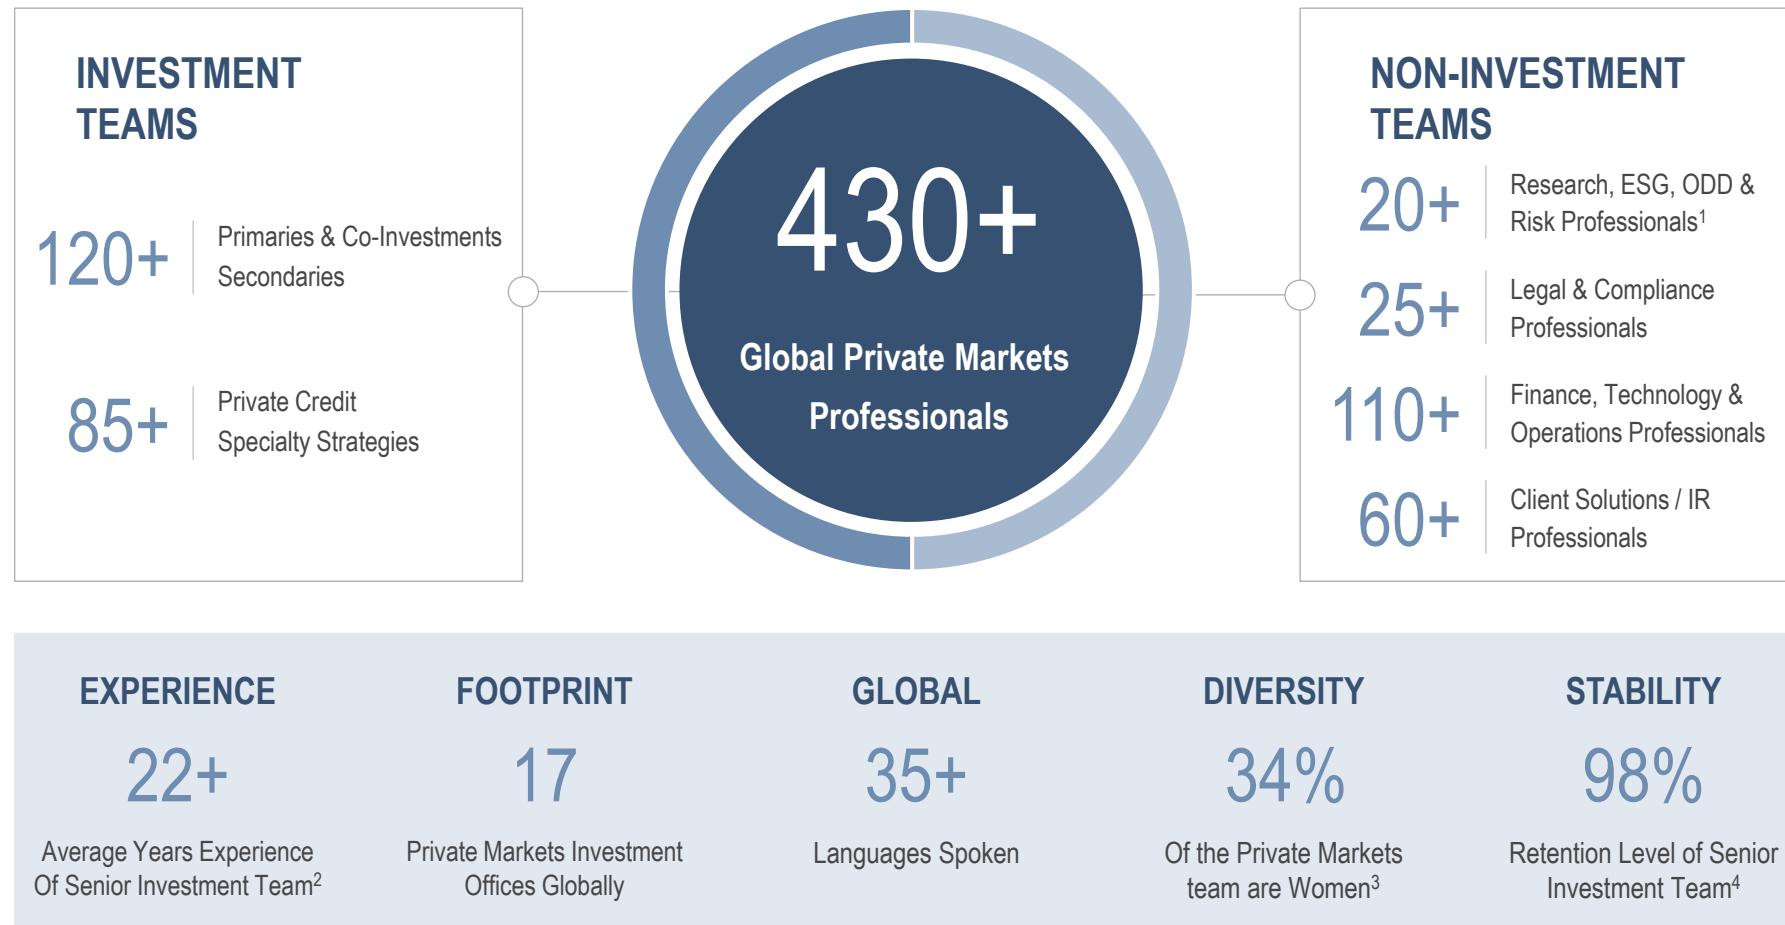 INVESTMENT
TEAMS
120+
Primaries & Co-Investments
Secondaries
85+
Private Credit
Specialty Strategies
430+
Global Private Markets
Professionals
NON-INVESTMENT
TEAMS
20+
Research, ESG, ODD &
Risk Professionals¹
25+
Legal & Compliance
Professionals
110+
Finance, Technology &
Operations Professionals
60+
Client Solutions / IR
Professionals
EXPERIENCE
22+
Average Years Experience
Of Senior Investment Team²
FOOTPRINT
17
Private Markets Investment
Offices Globally
GLOBAL
35+
Languages Spoken
DIVERSITY
34%
Of the Private Markets
team are Women³
STABILITY
98%
Retention Level of Senior
Investment Team⁴